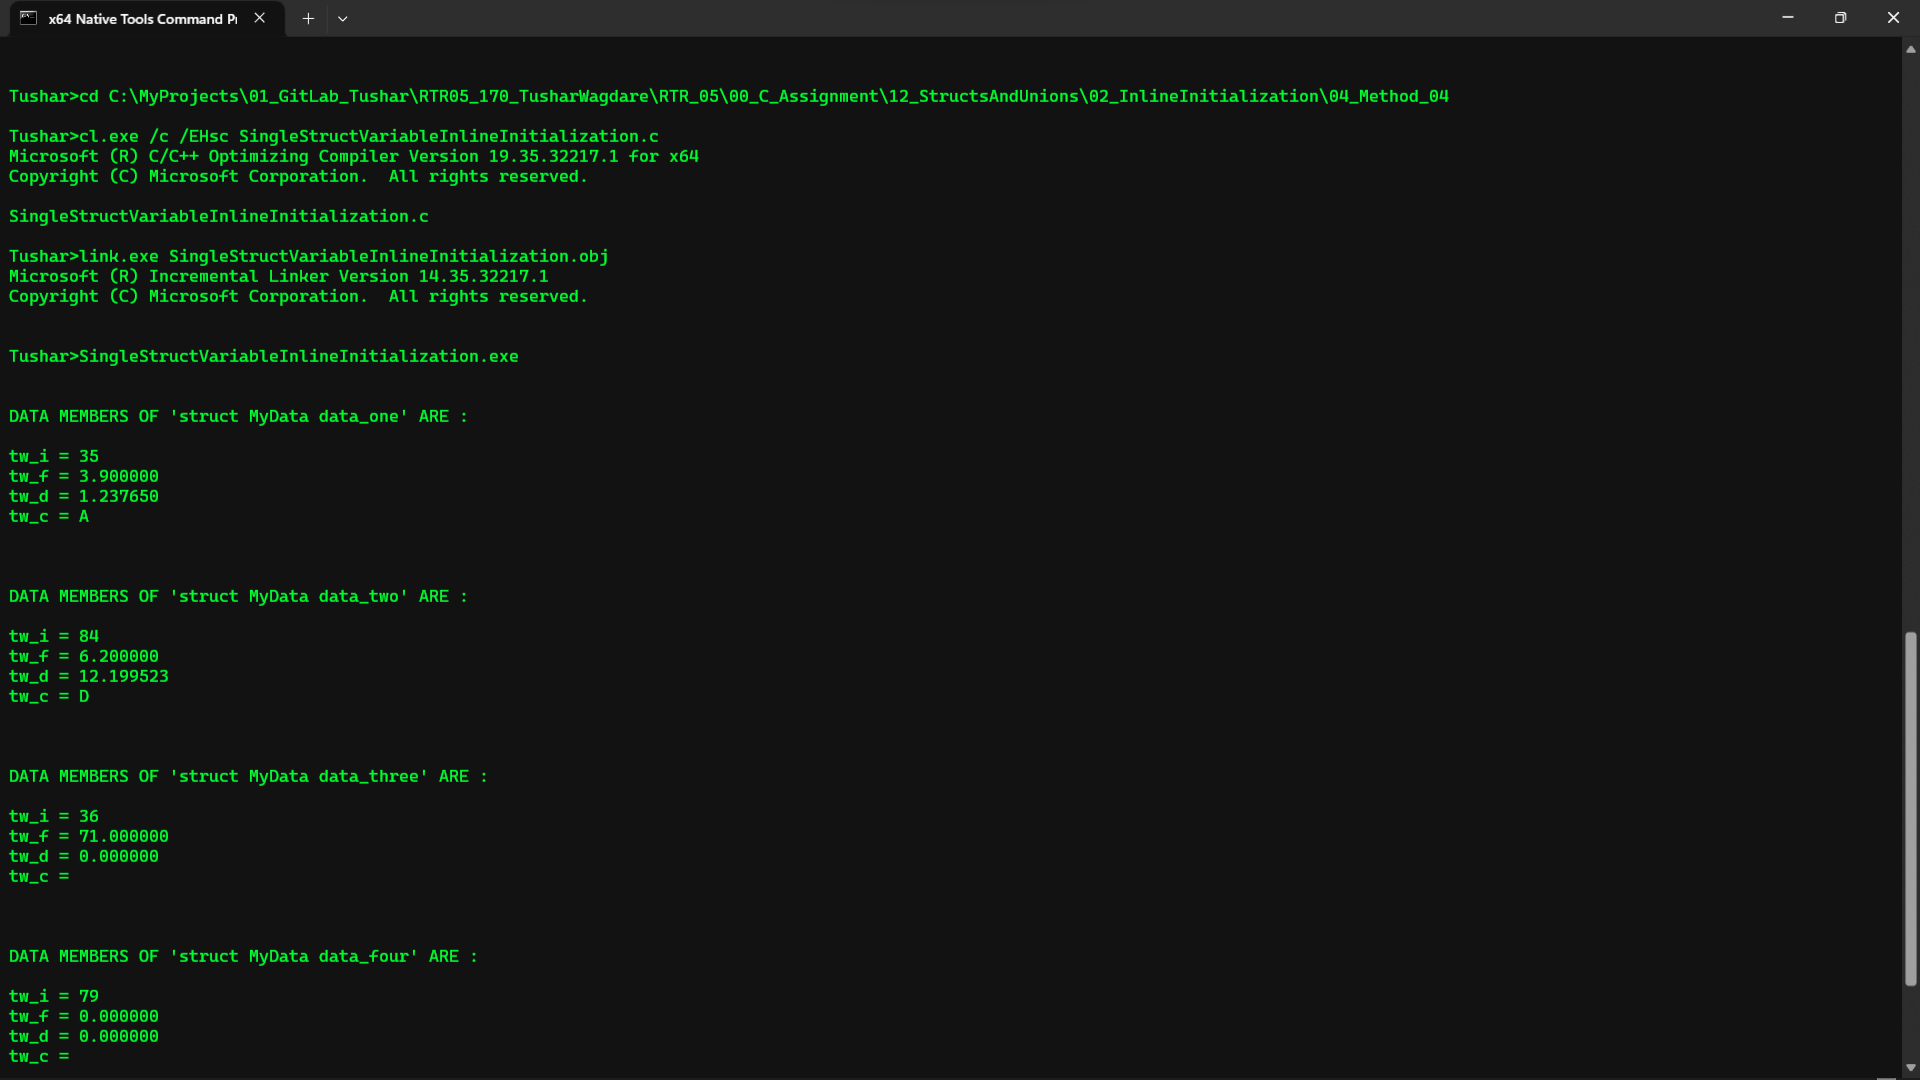 x64 Native Tools Command P
Tushar>cd C:\MyProjects\01_GitLab_Tushar\RTR05_170_TusharWagdare\RTR_05\00_C_Assignment\12_StructsAndUnions\02_InlineInitialization\04_Method_04
Tushar>cl.exe /c /EHsc SingleStructVariableInlineInitialization.c
Microsoft (R) C/C++ Optimizing Compiler Version 19.35.32217.1 for x64
Copyright (C) Microsoft Corporation.  All rights reserved.
SingleStructVariableInlineInitialization.c
Tushar>link.exe SingleStructVariableInlineInitialization.obj
Microsoft (R) Incremental Linker Version 14.35.32217.1
Copyright (C) Microsoft Corporation.  All rights reserved.
Tushar>SingleStructVariableInlineInitialization.exe
DATA MEMBERS OF 'struct MyData data_one' ARE :
tw_i = 35
tw_f = 3.900000
tw_d = 1.237650
tw_c = A
DATA MEMBERS OF 'struct MyData data_two' ARE :
tw_i = 84
tw_f = 6.200000
tw_d = 12.199523
tw_c = D
DATA MEMBERS OF 'struct MyData data_three' ARE :
tw_i = 36
tw_f = 71.000000
tw_d = 0.000000
tw_c =
DATA MEMBERS OF 'struct MyData data_four' ARE :
tw_i = 79
tw_f = 0.000000
tw_d = 0.000000
tw_c =